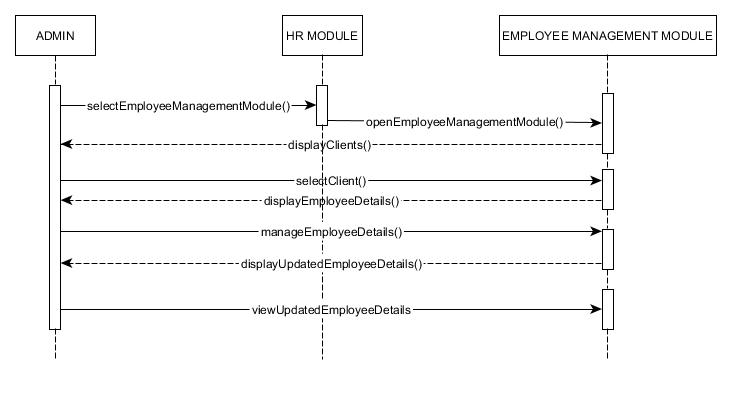 ADMIN
HR MODULE
EMPLOYEE MANAGEMENT MODULE
selectEmployeeManagementModule()
openEmployeeManagementModule()
displayClients()
selectClient()
displayEmployeeDetails()
manageEmployeeDetails()
displayUpdatedEmployeeDetails()
viewUpdatedEmployeeDetails